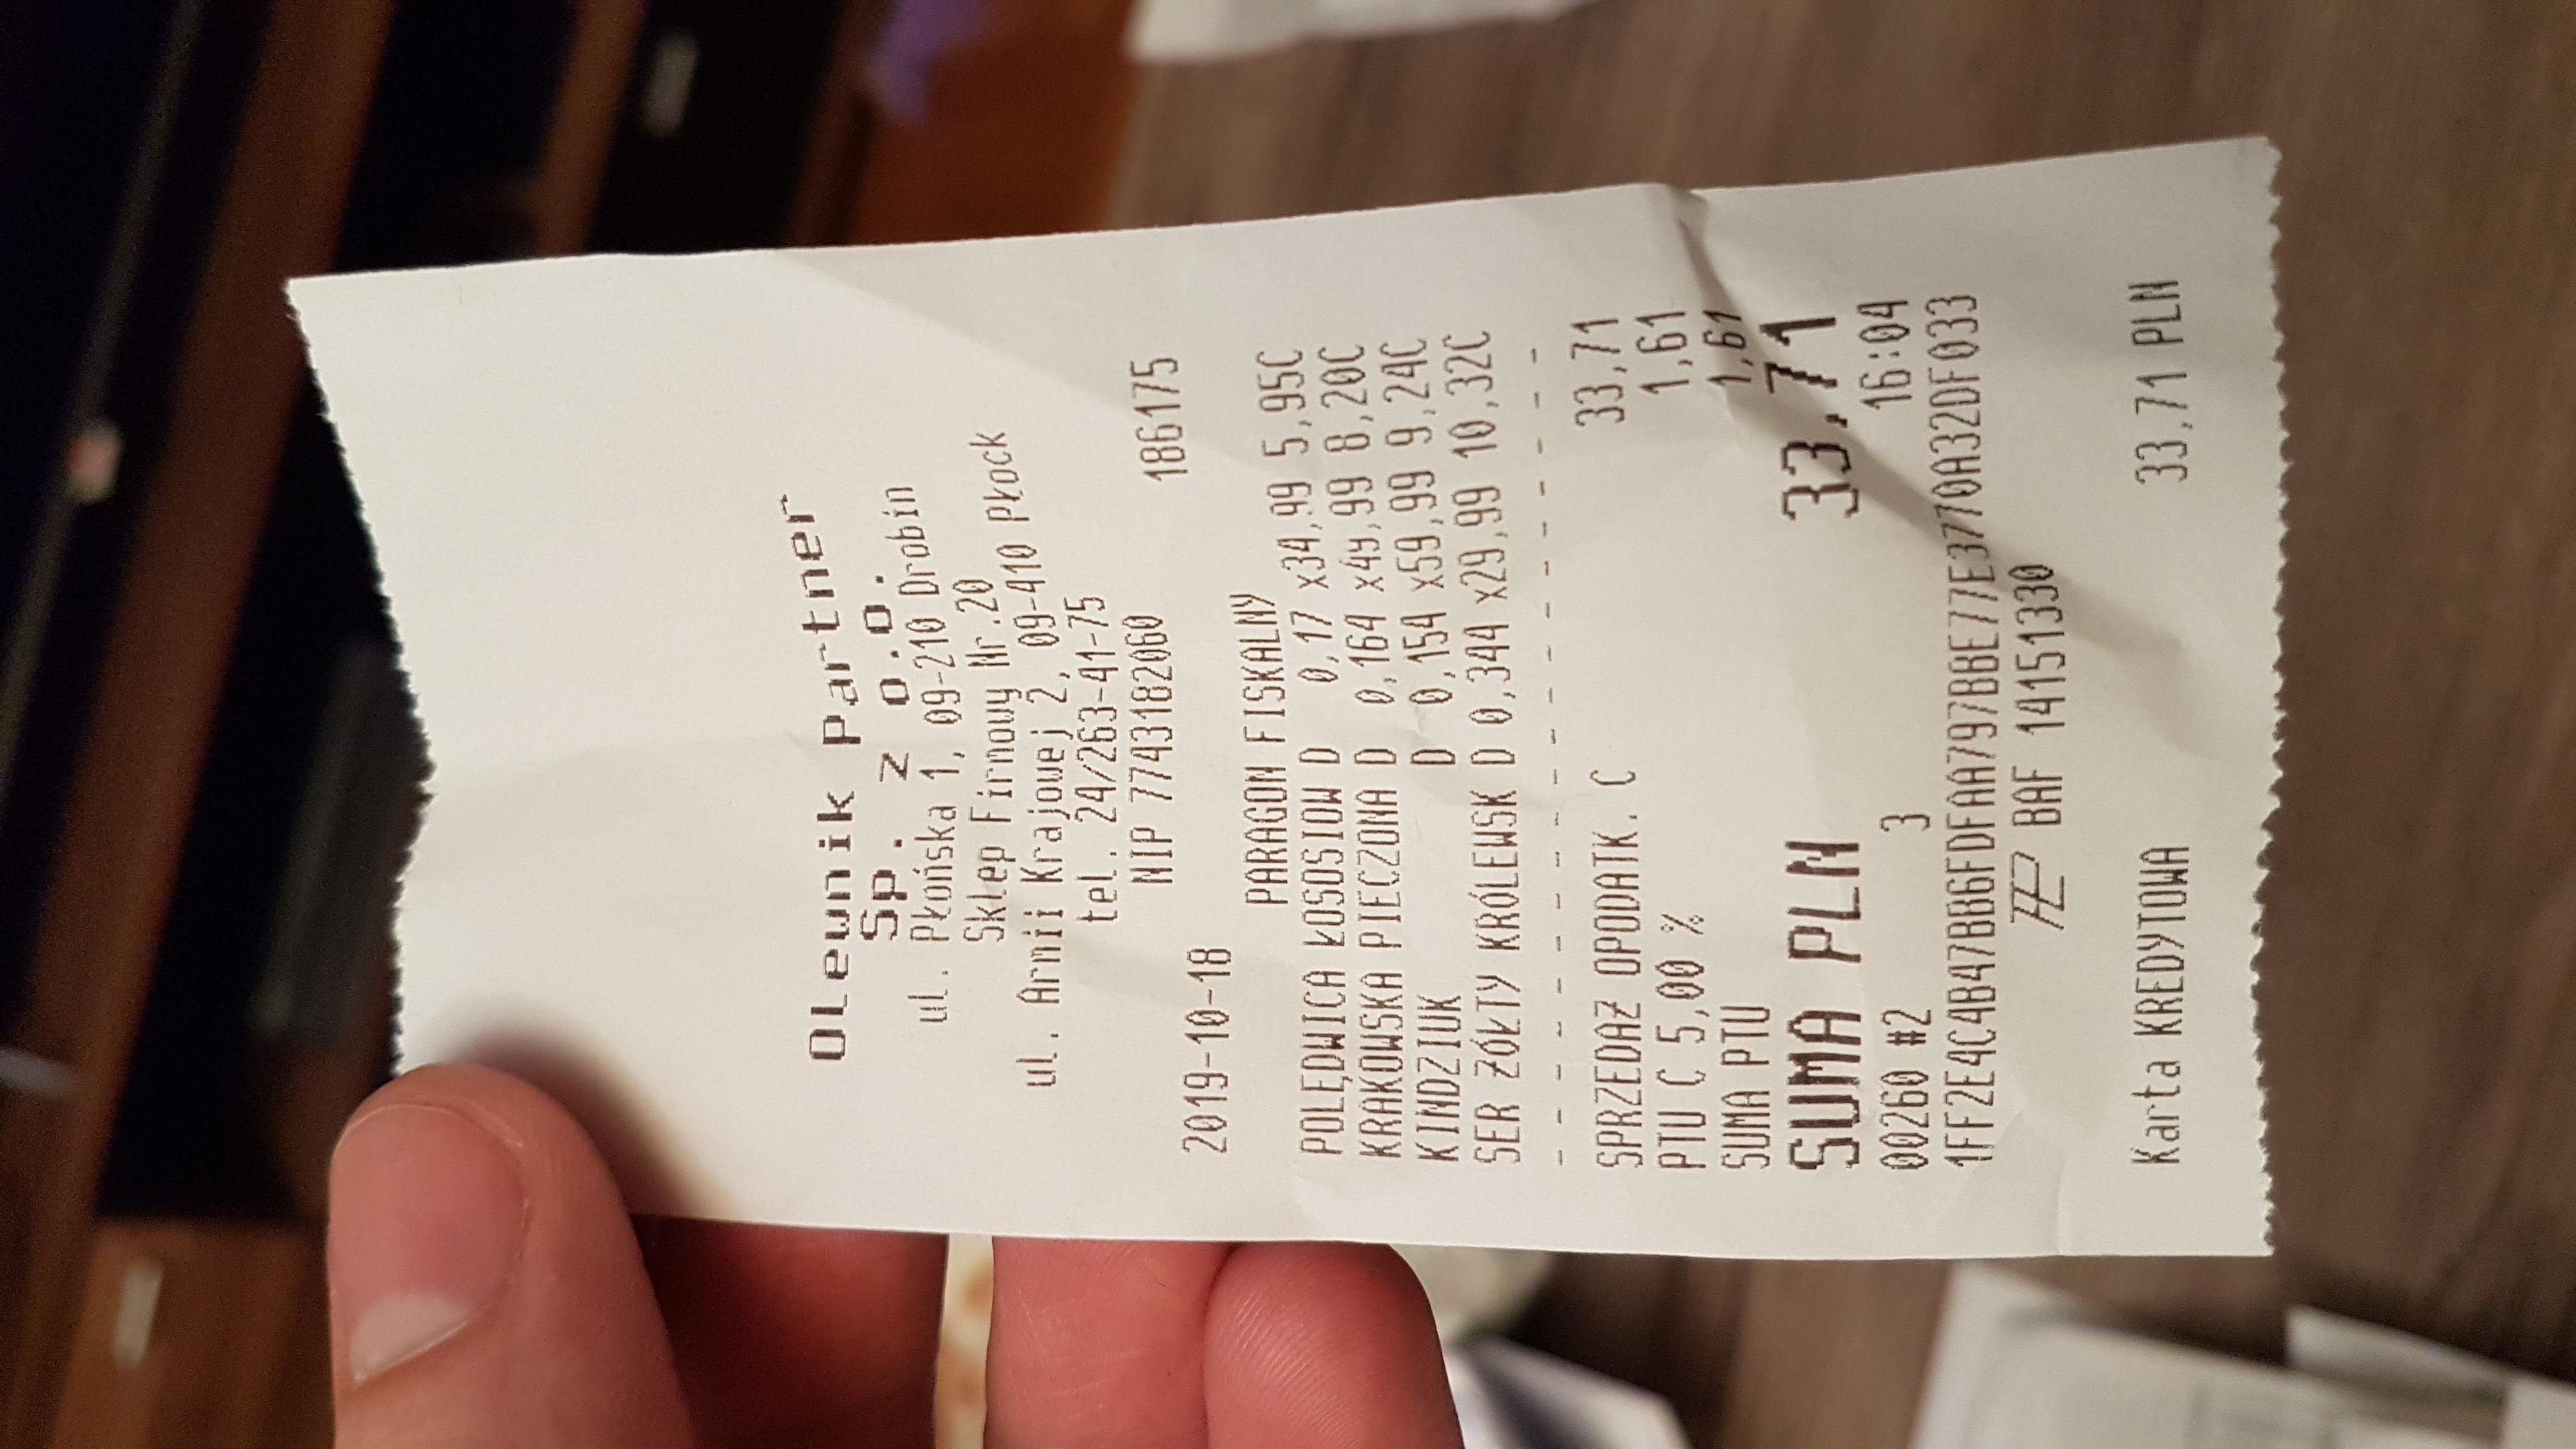 Olewnik Partner
Sp. z o.o.
ul. Płońska 1, 09-210 Drobin
Sklep Firmowy Nr.20
ul. Armii Krajowej 2, 09-410 Płock
tel. 24/263-41-75
NIP 7743182060
2019-10-18 186175
PARAGON FISKALNY
POLĘDWICA ŁOSOSIOW D 0,17 x34,99 5,95C
KRAKOWSKA PIECZONA D 0,164 x49,99 8,20C
KINDZIUK D 0,154 x59,99 9,24C
SER ŻÓŁTY KRÓLEWSK D 0,344 x29,99 10,32C
- - - - - - - - - - - - - - - - - -
SPRZEDAŻ OPODATK. C 33,71
PTU C 5,00 % 1,61
SUMA PTU 1,61
SUMA PLN 33,71
00260 #2 3 16:04
1FF2E4C4B47BB6FDFAA797BBE77E3770A32DF033
BAF 14151330
Karta KREDYTOWA 33,71 PLN